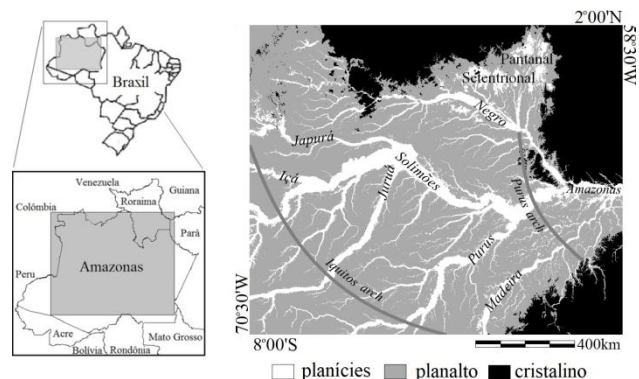 Brasil
Venezuela
Guiana
Roraima
Colômbia
Pará
Amazonas
Peru
Acre
Bolívia
Rondônia
Mato Grosso
2°00'N
58°30'W
Pantanal
Setentrional
Negro
Japurá
Solimões
Içá
Juruá
Amazonas
Purus arch
Purus
Iquitos arch
Madeira
70°30'W
8°00'S
400km
planícies planalto cristalino